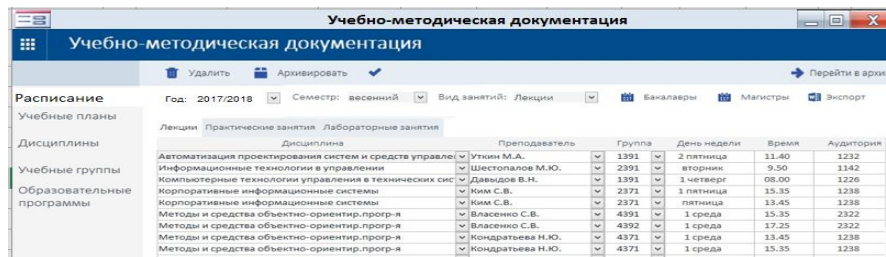 Учебно-методическая документация
Учебно-методическая документация
Удалить Архивировать Перейти в архи
Расписание
Год: 2017/2018 Семестр: весенний Вид занятий: Лекции Бакалавры Магистры Экспорт
Учебные планы
Дисциплины
Учебные группы
Образовательные
программы
Лекции Практические занятия Лабораторные занятия
Дисциплина Преподаватель Группа День недели Время Аудитория
Автоматизация проектирования систем и средств управле Уткин М.А. 1391 2 пятница 11.40 1232
Информационные технологии в управлении Шестопалов М.Ю. 2391 вторник 9.50 1142
Компьютерные технологии управления в технических сис Давыдов В.Н. 1391 1 четверг 08.00 1226
Корпоративные информационные системы Ким С.В. 2371 1 пятница 15.35 1238
Корпоративные информационные системы Ким С.В. 2371 пятница 13.45 1238
Методы и средства объектно-ориентир.прогр-я Власенко С.В. 4391 1 среда 15.35 2322
Методы и средства объектно-ориентир.прогр-я Власенко С.В. 4392 1 среда 17.25 2322
Методы и средства объектно-ориентир.прогр-я Кондратьева Н.Ю. 4371 1 среда 13.45 1238
Методы и средства объектно-ориентир.прогр-я Кондратьева Н.Ю. 4371 1 среда 15.35 1238